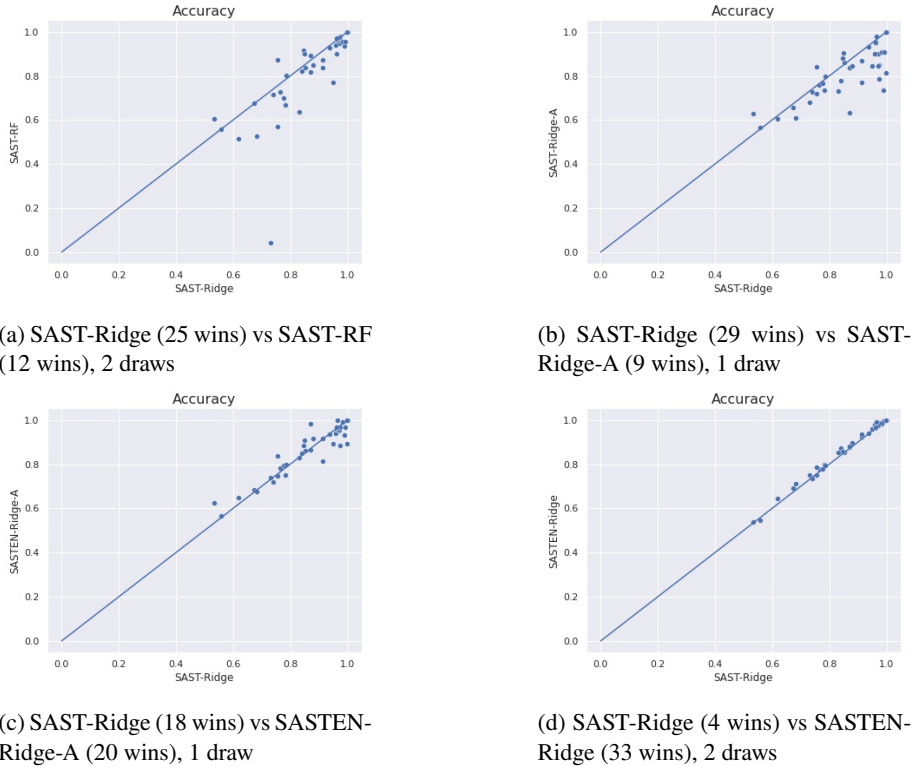 Accuracy
1.0
0.8
0.6
0.4
0.2
0.0
SAST-RF
0.0 0.2 0.4 0.6 0.8 1.0
SAST-Ridge
(a) SAST-Ridge (25 wins) vs SAST-RF
(12 wins), 2 draws
Accuracy
1.0
0.8
0.6
0.4
0.2
0.0
SAST-Ridge-A
0.0 0.2 0.4 0.6 0.8 1.0
SAST-Ridge
(b) SAST-Ridge (29 wins) vs SAST-
Ridge-A (9 wins), 1 draw
Accuracy
1.0
0.8
0.6
0.4
0.2
0.0
SASTEN-Ridge-A
0.0 0.2 0.4 0.6 0.8 1.0
SAST-Ridge
(c) SAST-Ridge (18 wins) vs SASTEN-
Ridge-A (20 wins), 1 draw
Accuracy
1.0
0.8
0.6
0.4
0.2
0.0
SASTEN-Ridge
0.0 0.2 0.4 0.6 0.8 1.0
SAST-Ridge
(d) SAST-Ridge (4 wins) vs SASTEN-
Ridge (33 wins), 2 draws